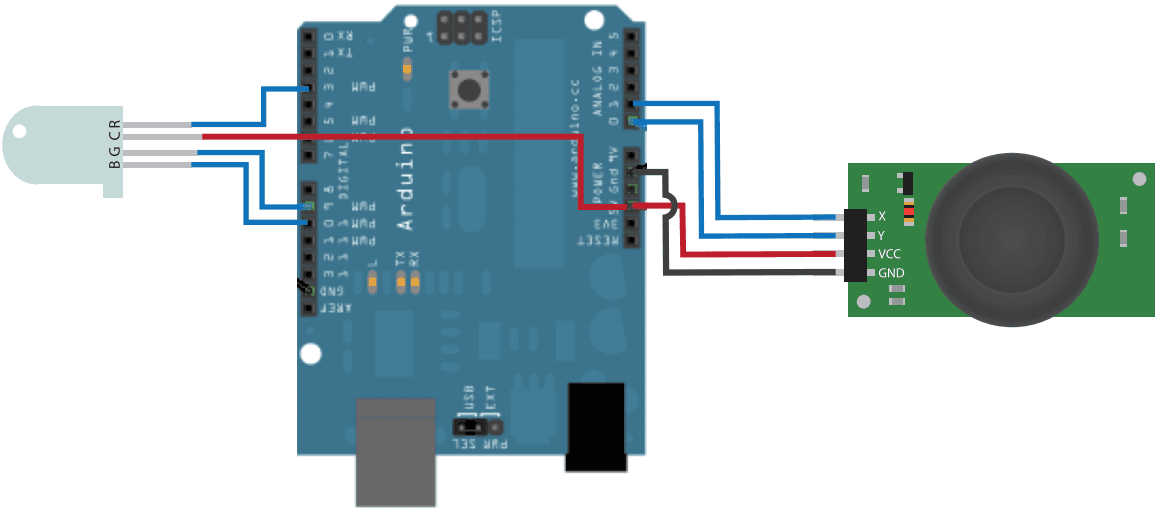 R
C
G
B
RX 0
TX 1
2
PWM 3
4
PWM 5
7
8
PWM 9
PWM 10
PWM 11
12
13
GND
AREF
DIGITAL
PWR
ICSP
Arduino
www.arduino.cc
L
TX
RX
ANALOG IN
5
4
3
2
1
0
POWER
9V
Gnd
5V
3V3
RESET
USB
EXT
PWR SEL
X
Y
VCC
GND